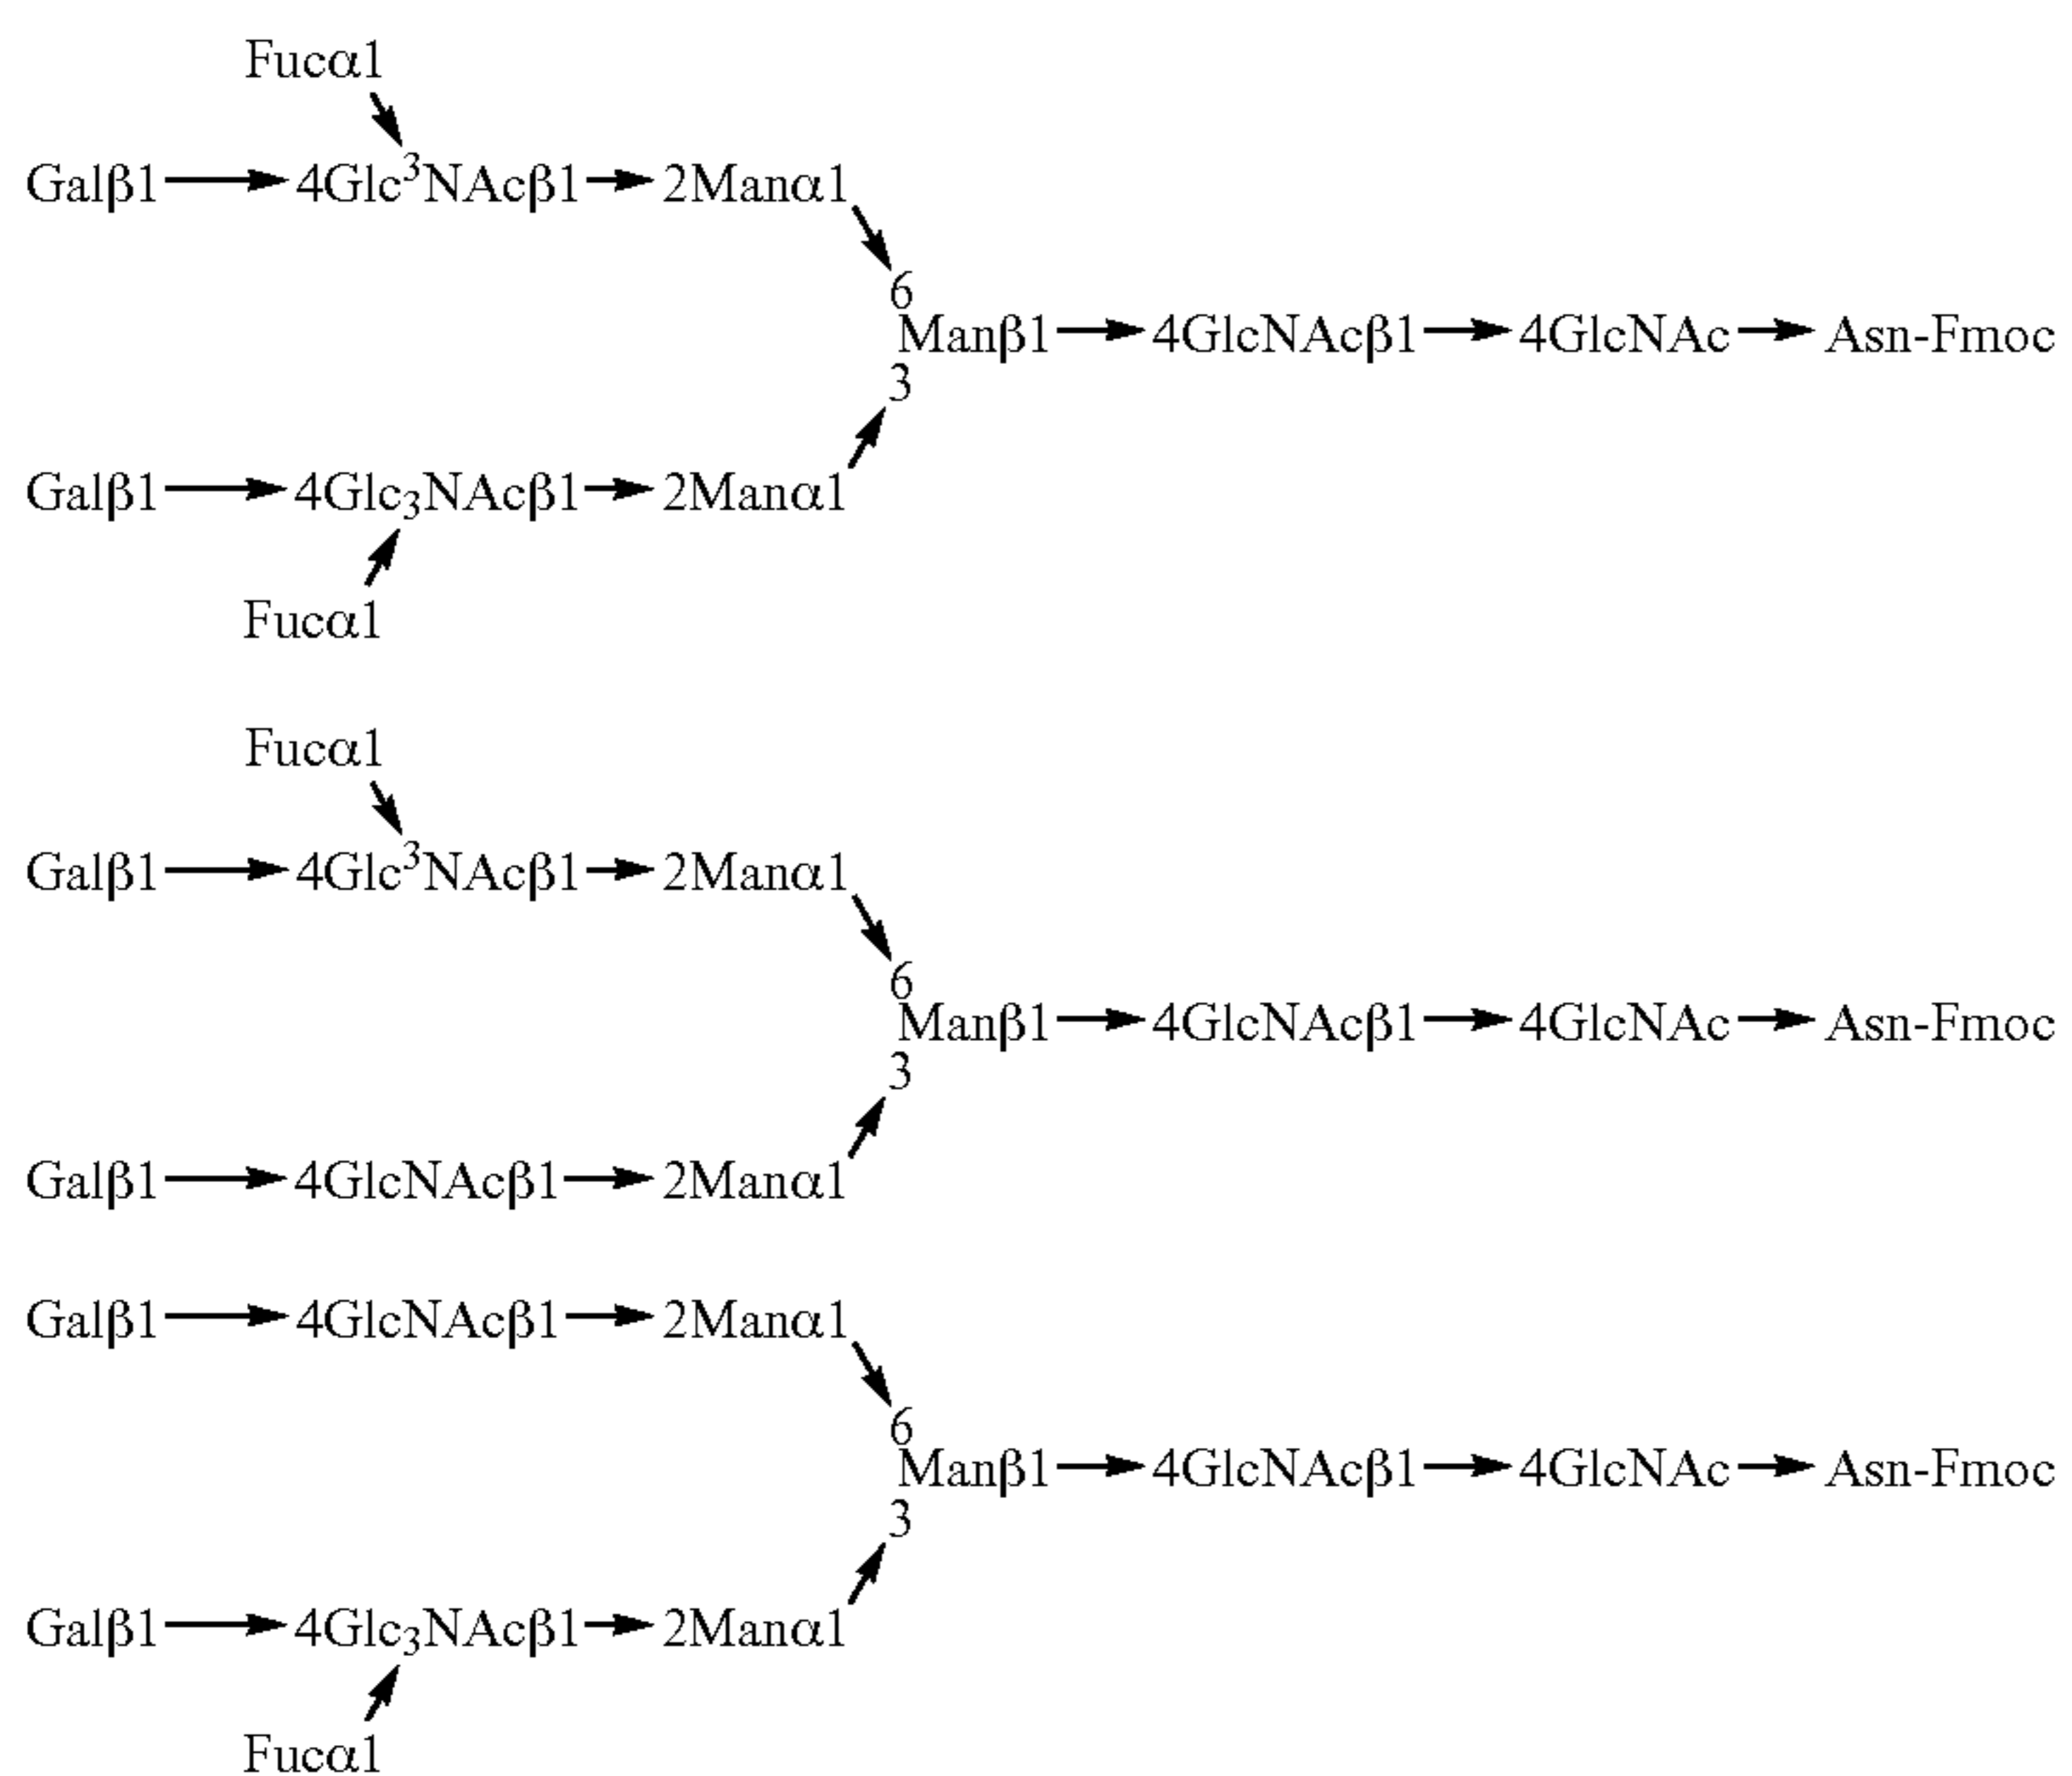 Fucα1
Galβ1 → 4Glc³NAcβ1 → 2Manα1
6
Manβ1 → 4GlcNAcβ1 → 4GlcNAc → Asn-Fmoc
3
Galβ1 → 4Glc₃NAcβ1 → 2Manα1
Fucα1
Fucα1
Galβ1 → 4Glc³NAcβ1 → 2Manα1
6
Manβ1 → 4GlcNAcβ1 → 4GlcNAc → Asn-Fmoc
3
Galβ1 → 4GlcNAcβ1 → 2Manα1
Galβ1 → 4GlcNAcβ1 → 2Manα1
6
Manβ1 → 4GlcNAcβ1 → 4GlcNAc → Asn-Fmoc
3
Galβ1 → 4Glc₃NAcβ1 → 2Manα1
Fucα1